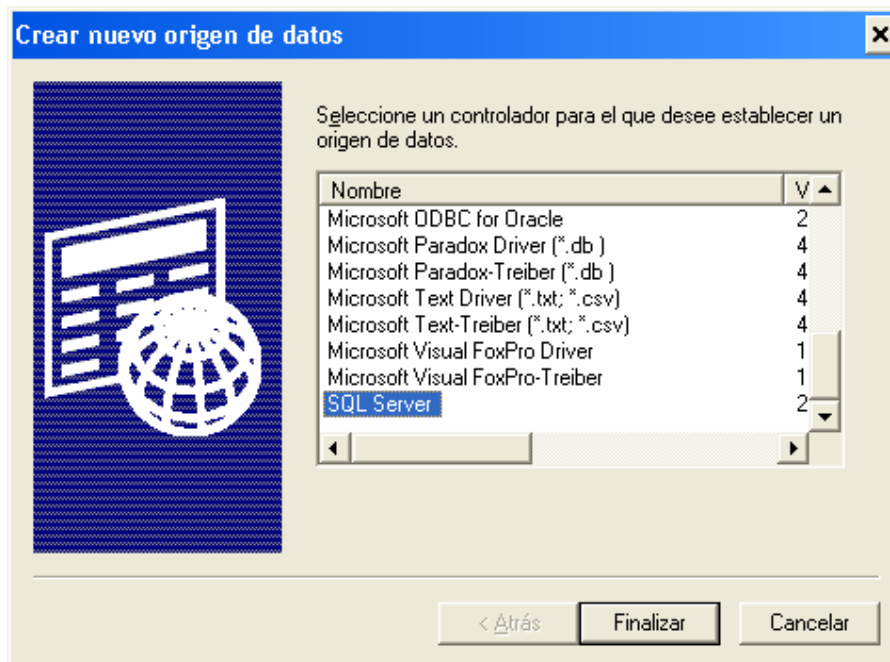 Crear nuevo origen de datos
Seleccione un controlador para el que desee establecer un
origen de datos.
Nombre V
Microsoft ODBC for Oracle 2
Microsoft Paradox Driver (*.db ) 4
Microsoft Paradox-Treiber (*.db ) 4
Microsoft Text Driver (*.txt; *.csv) 4
Microsoft Text-Treiber (*.txt; *.csv) 4
Microsoft Visual FoxPro Driver 1
Microsoft Visual FoxPro-Treiber 1
SQL Server 2
< Atrás Finalizar Cancelar